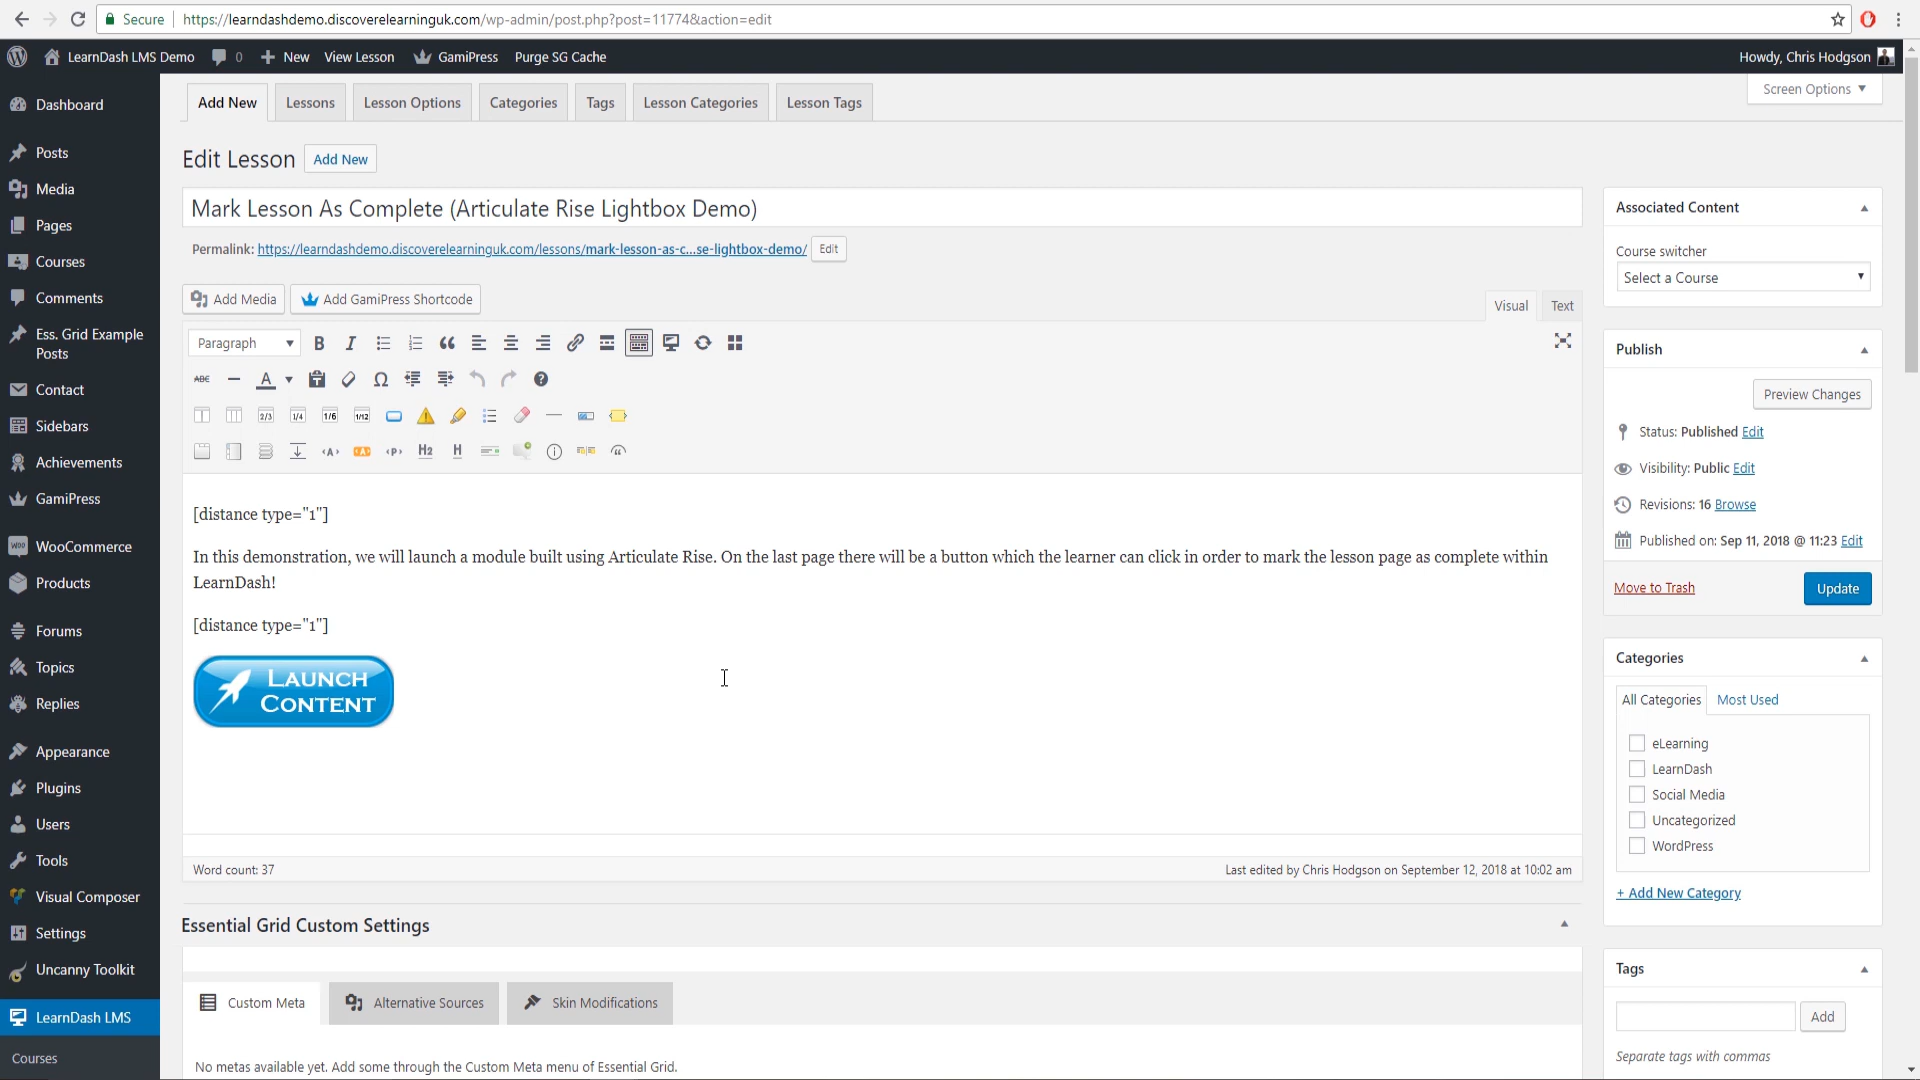 Secure https://learndashdemo.discoverelearninguk.com/wp-admin/post.php?post=11774&action=edit
LearnDash LMS Demo 0 New View Lesson GamiPress Purge SG Cache Howdy, Chris Hodgson
Screen Options
Add New Lessons Lesson Options Categories Tags Lesson Categories Lesson Tags
Dashboard
Posts
Media
Pages
Courses
Comments
Ess. Grid Example
Posts
Contact
Sidebars
Achievements
GamiPress
WooCommerce
Products
Forums
Topics
Replies
Appearance
Plugins
Users
Tools
Visual Composer
Settings
Uncanny Toolkit
LearnDash LMS
Courses
Edit Lesson Add New
Mark Lesson As Complete (Articulate Rise Lightbox Demo)
Permalink: https://learndashdemo.discoverelearninguk.com/lessons/mark-lesson-as-c...se-lightbox-demo/ Edit
Add Media Add GamiPress Shortcode Visual Text
Paragraph B I
ABC A Ω
2/3 1/4 1/6 1/12
<A> <A> <P> H2 H
[distance type="1"]
In this demonstration, we will launch a module built using Articulate Rise. On the last page there will be a button which the learner can click in order to mark the lesson page as complete within
LearnDash!
[distance type="1"]
LAUNCH
CONTENT
Word count: 37 Last edited by Chris Hodgson on September 12, 2018 at 10:02 am
Essential Grid Custom Settings
Custom Meta Alternative Sources Skin Modifications
No metas available yet. Add some through the Custom Meta menu of Essential Grid.
Associated Content
Course switcher
Select a Course
Publish
Preview Changes
Status: Published Edit
Visibility: Public Edit
Revisions: 16 Browse
Published on: Sep 11, 2018 @ 11:23 Edit
Move to Trash Update
Categories
All Categories Most Used
eLearning
LearnDash
Social Media
Uncategorized
WordPress
+ Add New Category
Tags
Add
Separate tags with commas